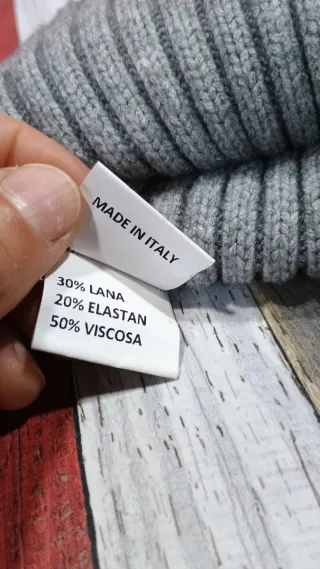 MADE IN ITALY
30% LANA
20% ELASTAN
50% VISCOSA